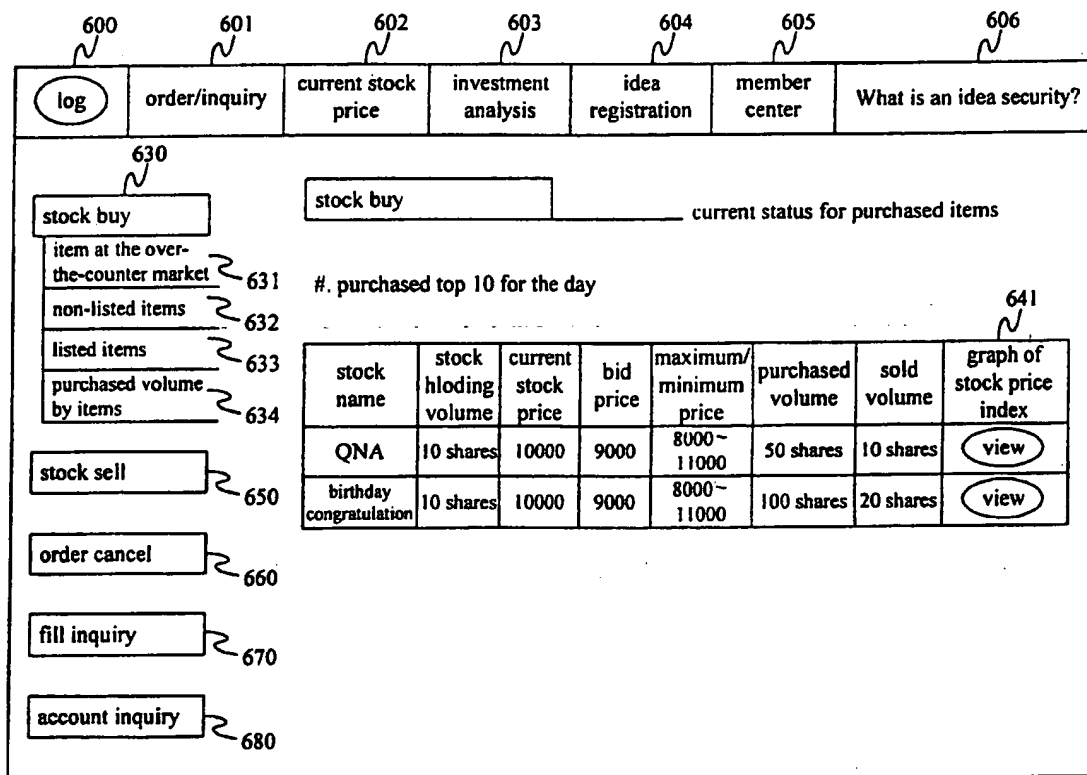 600
601
602
603
604
605
606
log
order/inquiry
current stock
price
investment
analysis
idea
registration
member
center
What is an idea security?
630
stock buy
item at the over-
the-counter market
631
non-listed items
632
listed items
633
purchased volume
by items
634
stock sell
650
order cancel
660
fill inquiry
670
account inquiry
680
stock buy
current status for purchased items
#. purchased top 10 for the day
641
stock
name
stock
hloding
volume
current
stock
price
bid
price
maximum/
minimum
price
purchased
volume
sold
volume
graph of
stock price
index
QNA
10 shares
10000
9000
8000~
11000
50 shares
10 shares
view
birthday
congratulation
10 shares
10000
9000
8000~
11000
100 shares
20 shares
view